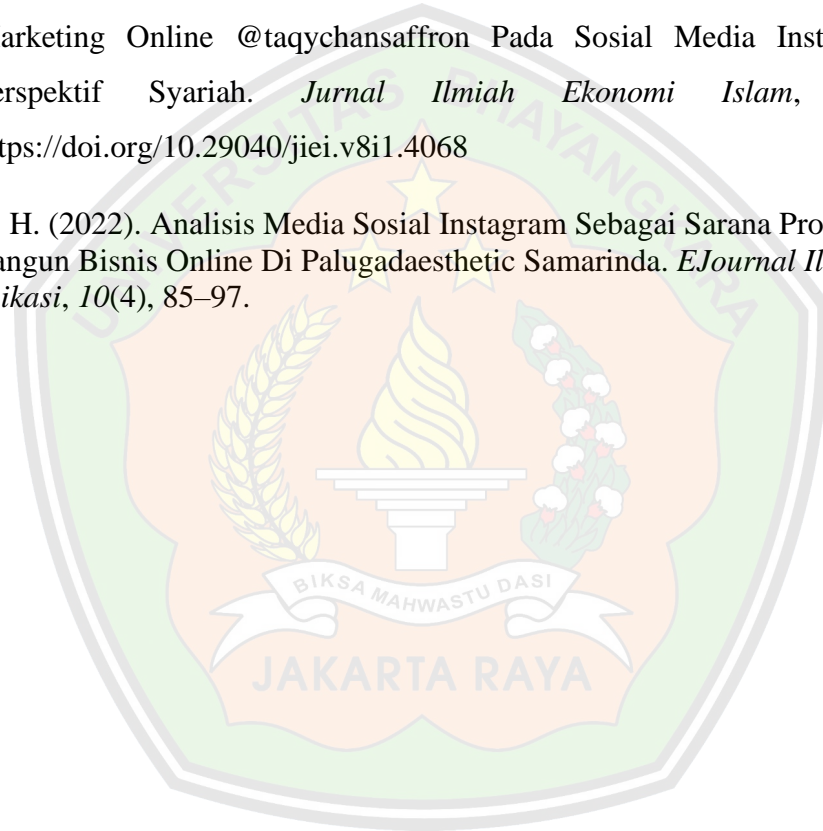 arketing Online @taqychansaffron Pada Sosial Media Inst
erspektif Syariah. Jurnal Ilmiah Ekonomi Islam,
tps://doi.org/10.29040/jiei.v8i1.4068
H. (2022). Analisis Media Sosial Instagram Sebagai Sarana Pro
angun Bisnis Online Di Palugadaesthetic Samarinda. EJournal Il
ikasi, 10(4), 85–97.
UNIVERSITAS BHAYANGKARA
BIKSA MAHWASTU DASI
JAKARTA RAYA